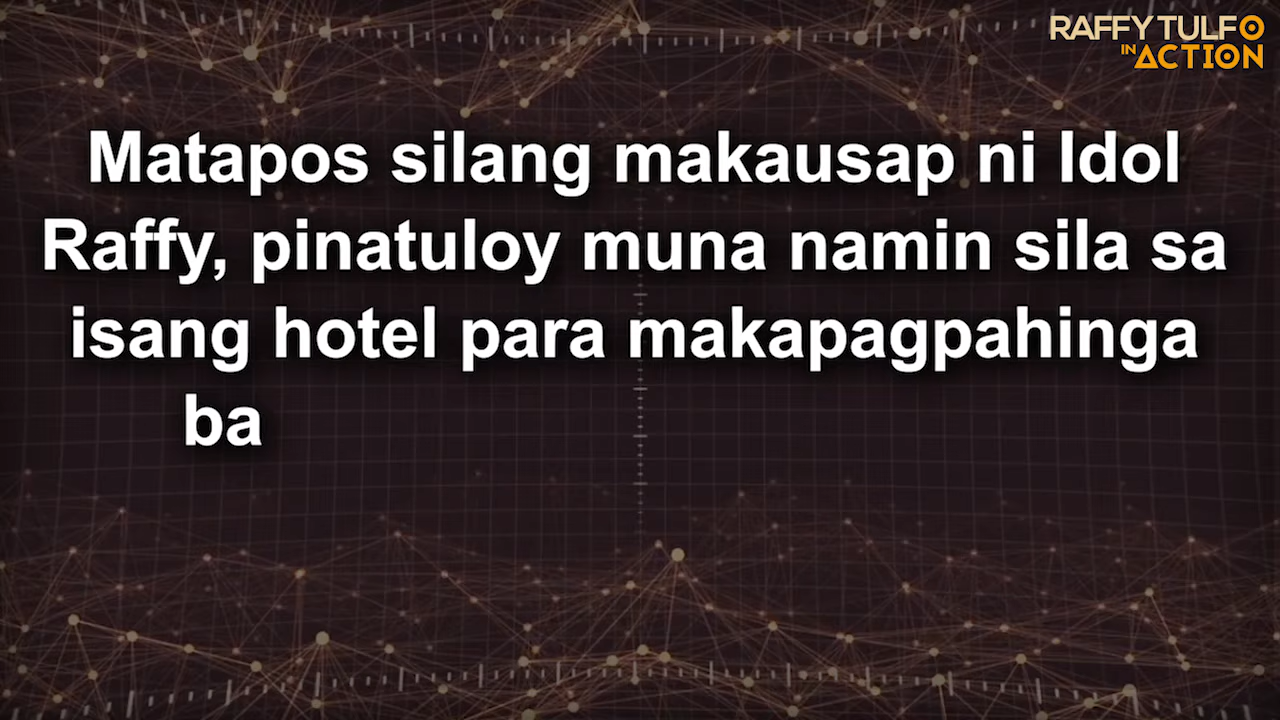 RAFFY TULFO
IN ACTION
Matapos silang makausap ni Idol
Raffy, pinatuloy muna namin sila sa
isang hotel para makapagpahinga
ba